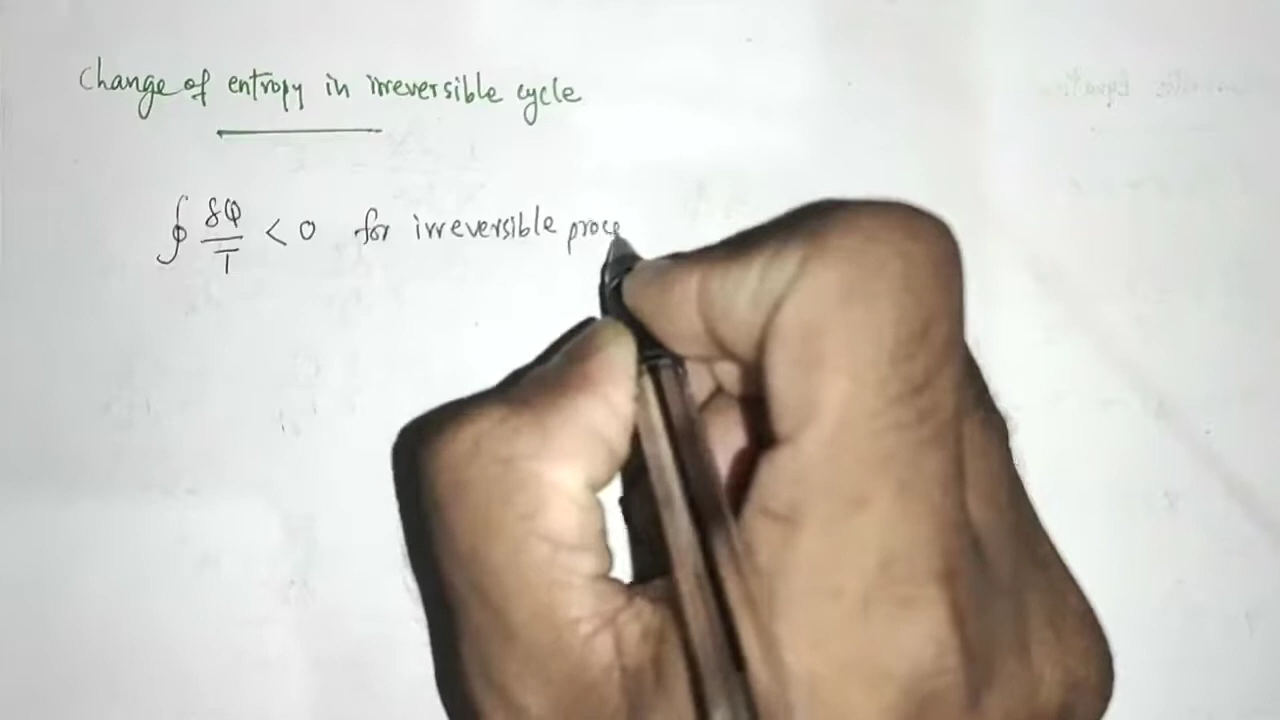 Change of entropy in irreversible cycle
∮ δQ/T < 0 for irreversible proce